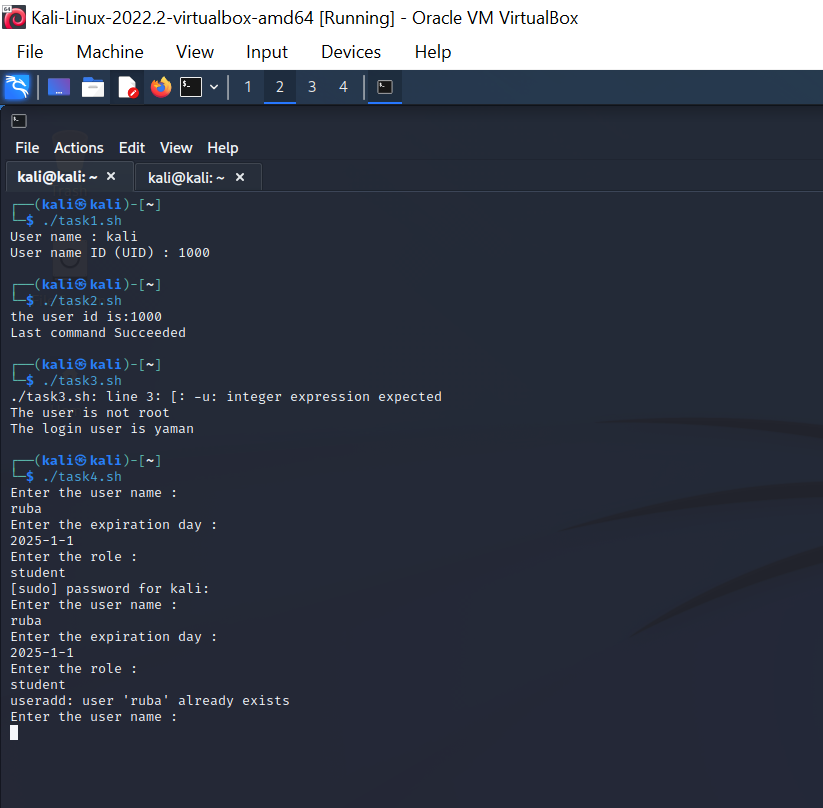 Kali-Linux-2022.2-virtualbox-amd64 [Running] - Oracle VM VirtualBox
File Machine View Input Devices Help
1 2 3 4
File Actions Edit View Help
kali@kali: ~ × kali@kali: ~ ×
┌──(kali㉿kali)-[~]
└─$ ./task1.sh
User name : kali
User name ID (UID) : 1000
┌──(kali㉿kali)-[~]
└─$ ./task2.sh
the user id is:1000
Last command Succeeded
┌──(kali㉿kali)-[~]
└─$ ./task3.sh
./task3.sh: line 3: [: -u: integer expression expected
The user is not root
The login user is yaman
┌──(kali㉿kali)-[~]
└─$ ./task4.sh
Enter the user name :
ruba
Enter the expiration day :
2025-1-1
Enter the role :
student
[sudo] password for kali:
Enter the user name :
ruba
Enter the expiration day :
2025-1-1
Enter the role :
student
useradd: user 'ruba' already exists
Enter the user name :